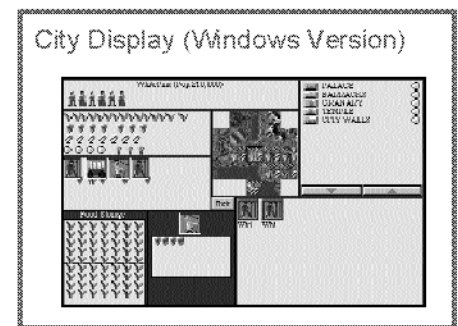 City Display (Windows Version)
PALACE
BARRACKS
GRANARY
TEMPLE
CITY WALLS
Food Storage